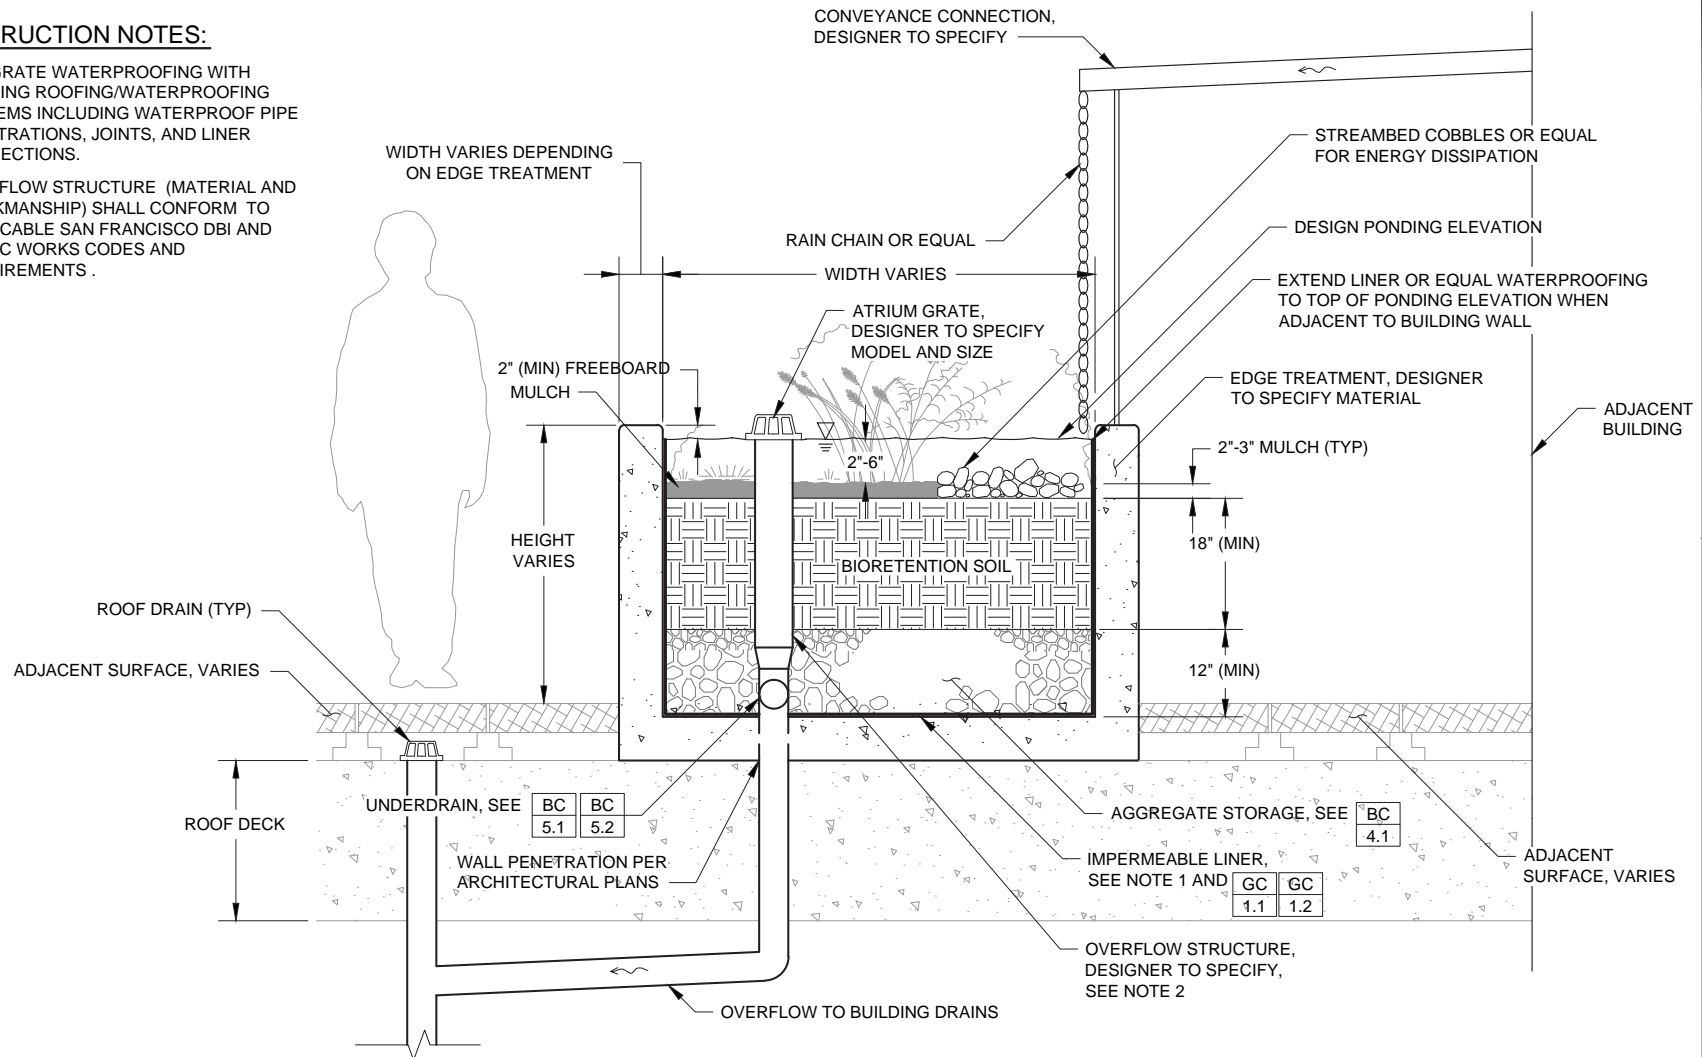 RUCTION NOTES:
GRATE WATERPROOFING WITH
ING ROOFING/WATERPROOFING
EMS INCLUDING WATERPROOF PIPE
TRATIONS, JOINTS, AND LINER
ECTIONS.
FLOW STRUCTURE (MATERIAL AND
KMANSHIP) SHALL CONFORM TO
CABLE SAN FRANCISCO DBI AND
C WORKS CODES AND
IREMENTS .
CONVEYANCE CONNECTION,
DESIGNER TO SPECIFY
WIDTH VARIES DEPENDING
ON EDGE TREATMENT
STREAMBED COBBLES OR EQUAL
FOR ENERGY DISSIPATION
RAIN CHAIN OR EQUAL
DESIGN PONDING ELEVATION
WIDTH VARIES
EXTEND LINER OR EQUAL WATERPROOFING
TO TOP OF PONDING ELEVATION WHEN
ADJACENT TO BUILDING WALL
ATRIUM GRATE,
DESIGNER TO SPECIFY
MODEL AND SIZE
2" (MIN) FREEBOARD
MULCH
EDGE TREATMENT, DESIGNER
TO SPECIFY MATERIAL
ADJACENT
BUILDING
2"-3" MULCH (TYP)
2"-6"
HEIGHT
VARIES
18" (MIN)
BIORETENTION SOIL
ROOF DRAIN (TYP)
ADJACENT SURFACE, VARIES
12" (MIN)
UNDERDRAIN, SEE
BC BC
5.1 5.2
ROOF DECK
AGGREGATE STORAGE, SEE
BC
4.1
WALL PENETRATION PER
ARCHITECTURAL PLANS
IMPERMEABLE LINER,
SEE NOTE 1 AND
GC GC
1.1 1.2
ADJACENT
SURFACE, VARIES
OVERFLOW STRUCTURE,
DESIGNER TO SPECIFY,
SEE NOTE 2
OVERFLOW TO BUILDING DRAINS